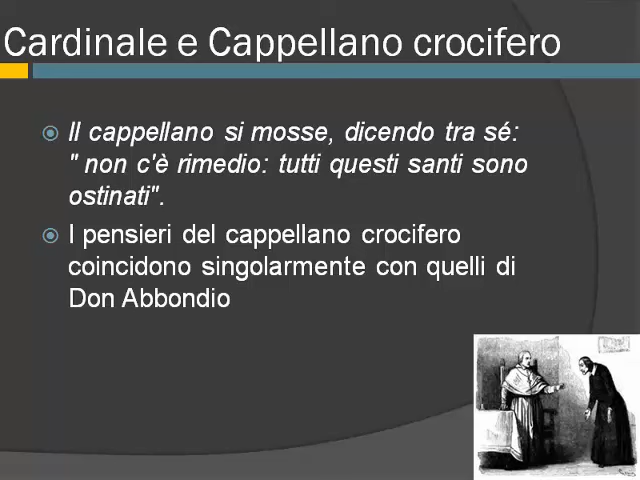 Cardinale e Cappellano crocifero
Il cappellano si mosse, dicendo tra sé:
" non c'è rimedio: tutti questi santi sono
ostinati".
I pensieri del cappellano crocifero
coincidono singolarmente con quelli di
Don Abbondio